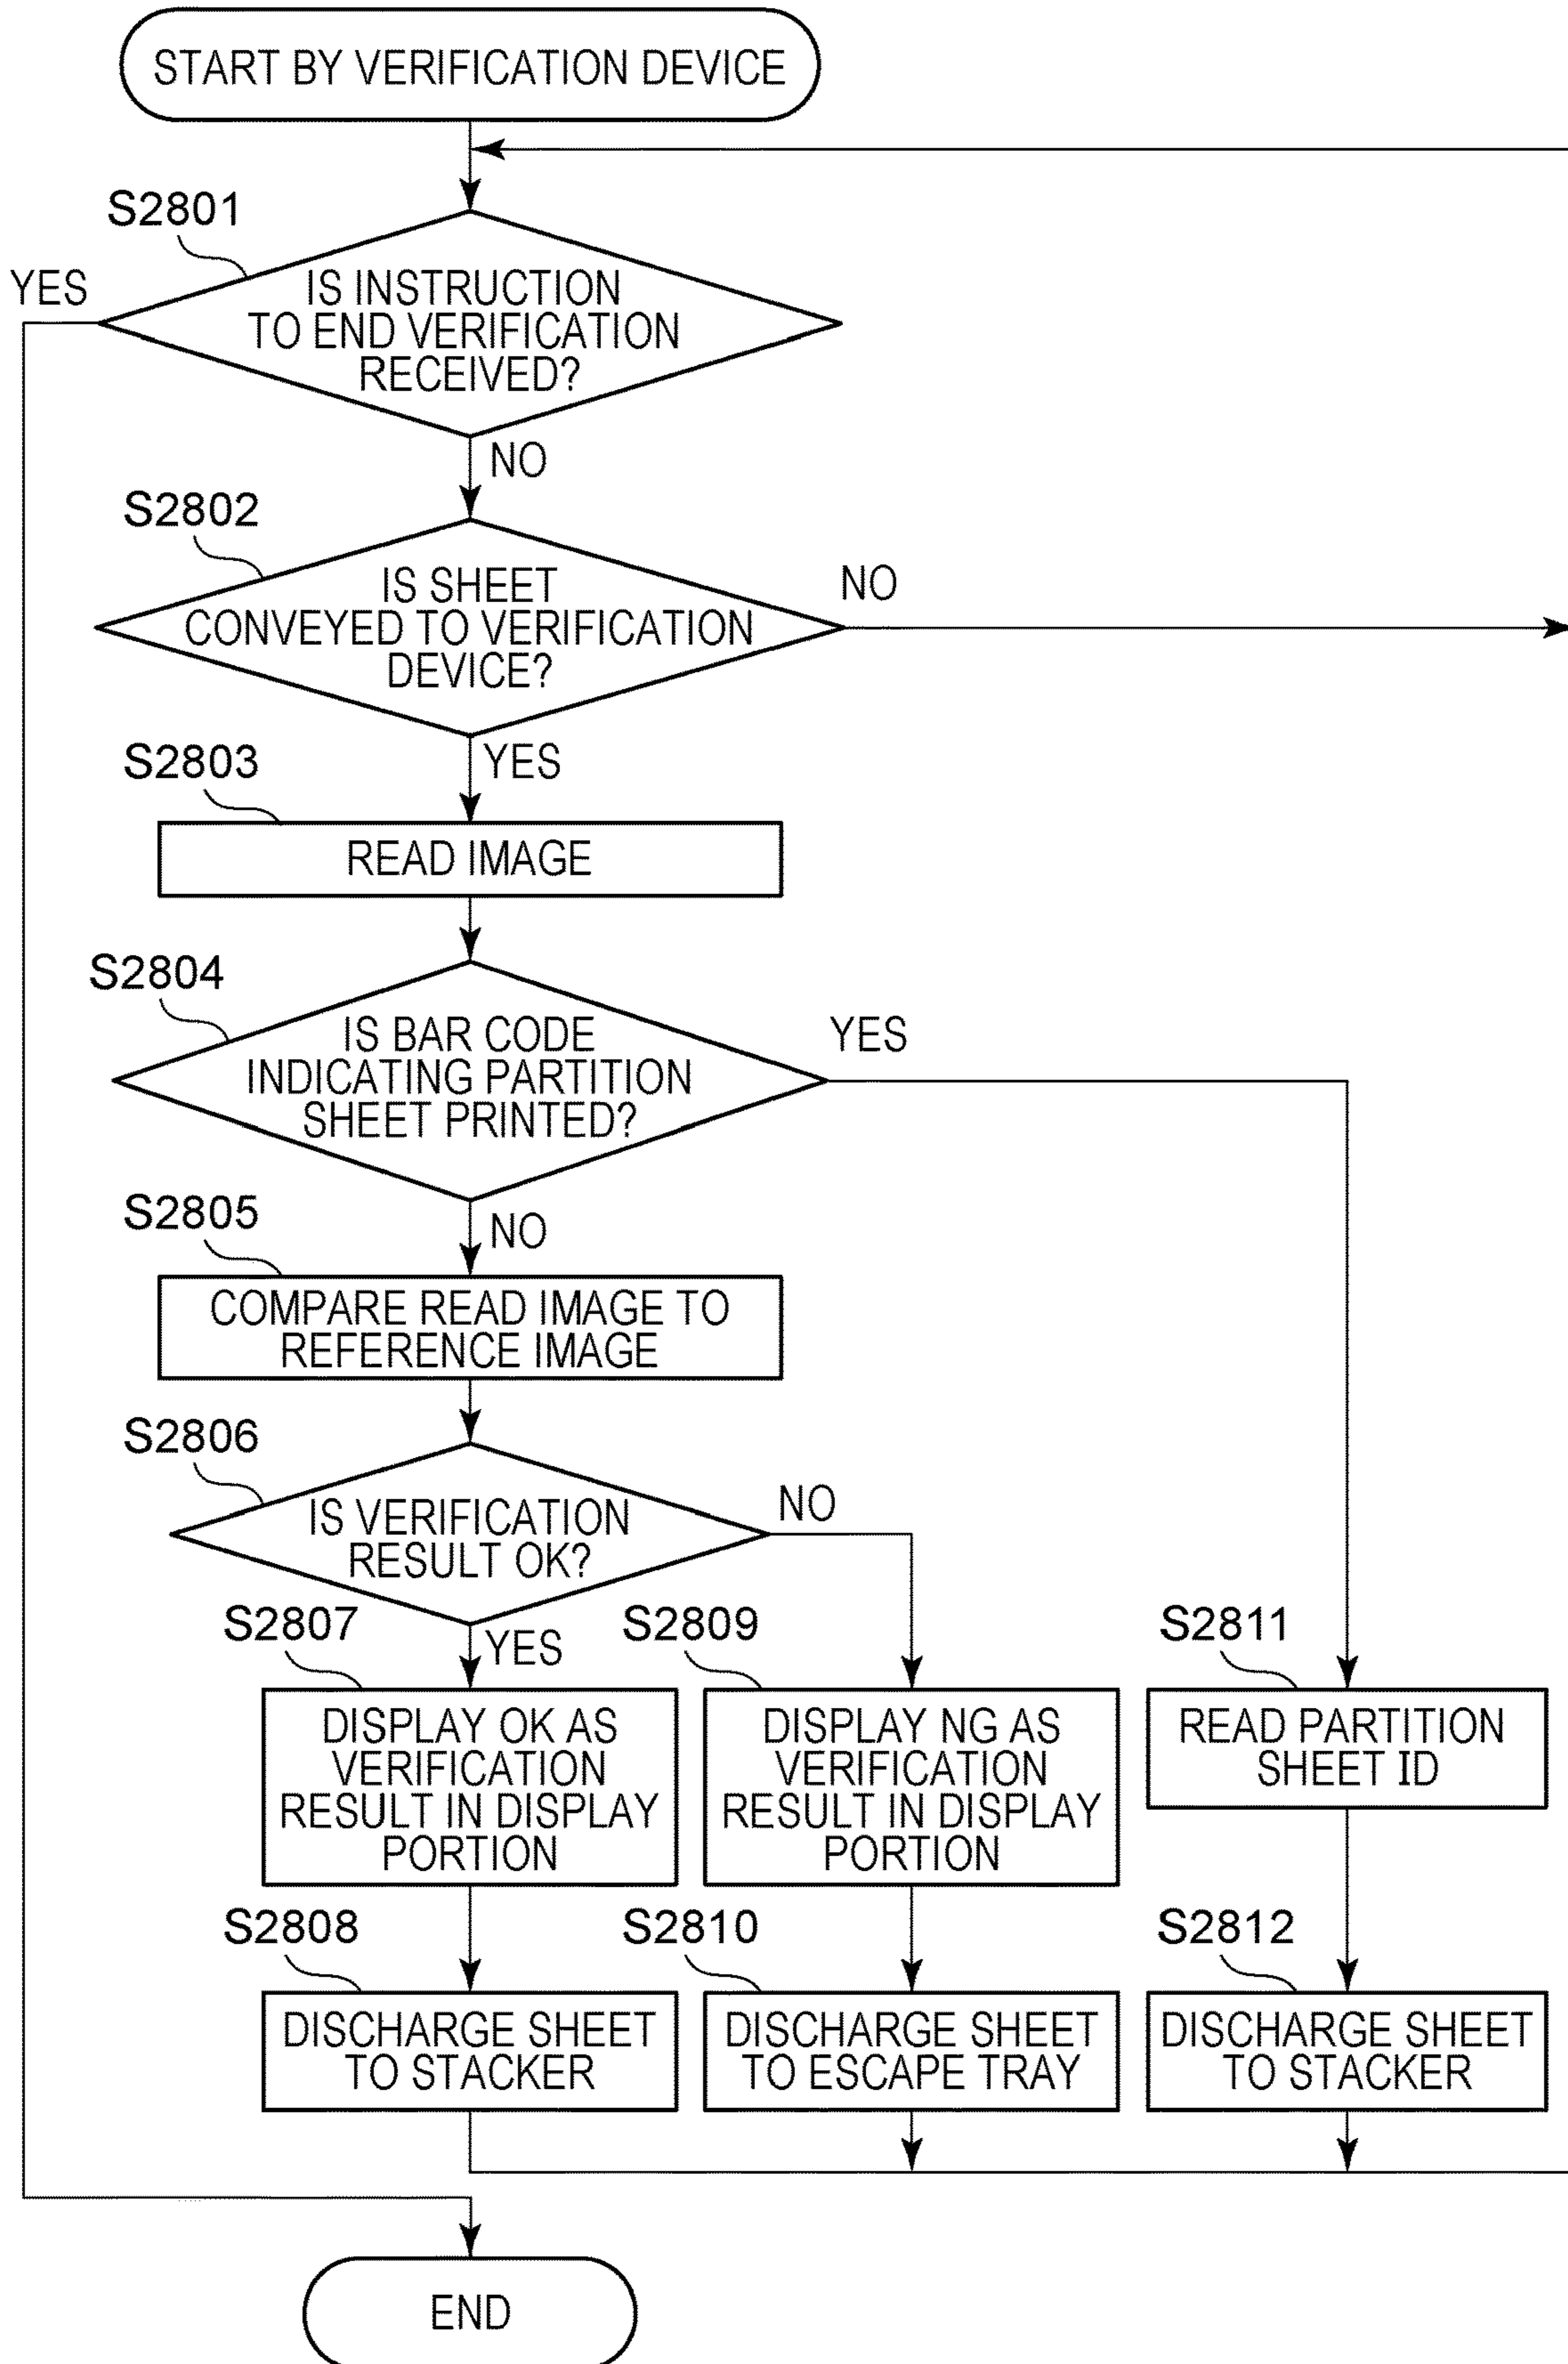 START BY VERIFICATION DEVICE
S2801
YES
IS INSTRUCTION
TO END VERIFICATION
RECEIVED?
NO
S2802
IS SHEET
CONVEYED TO VERIFICATION
DEVICE?
NO
YES
S2803
READ IMAGE
S2804
IS BAR CODE
INDICATING PARTITION
SHEET PRINTED?
YES
NO
S2805
COMPARE READ IMAGE TO
REFERENCE IMAGE
S2806
IS VERIFICATION
RESULT OK?
NO
YES
S2807
DISPLAY OK AS
VERIFICATION
RESULT IN DISPLAY
PORTION
S2809
DISPLAY NG AS
VERIFICATION
RESULT IN DISPLAY
PORTION
S2811
READ PARTITION
SHEET ID
S2808
DISCHARGE SHEET
TO STACKER
S2810
DISCHARGE SHEET
TO ESCAPE TRAY
S2812
DISCHARGE SHEET
TO STACKER
END